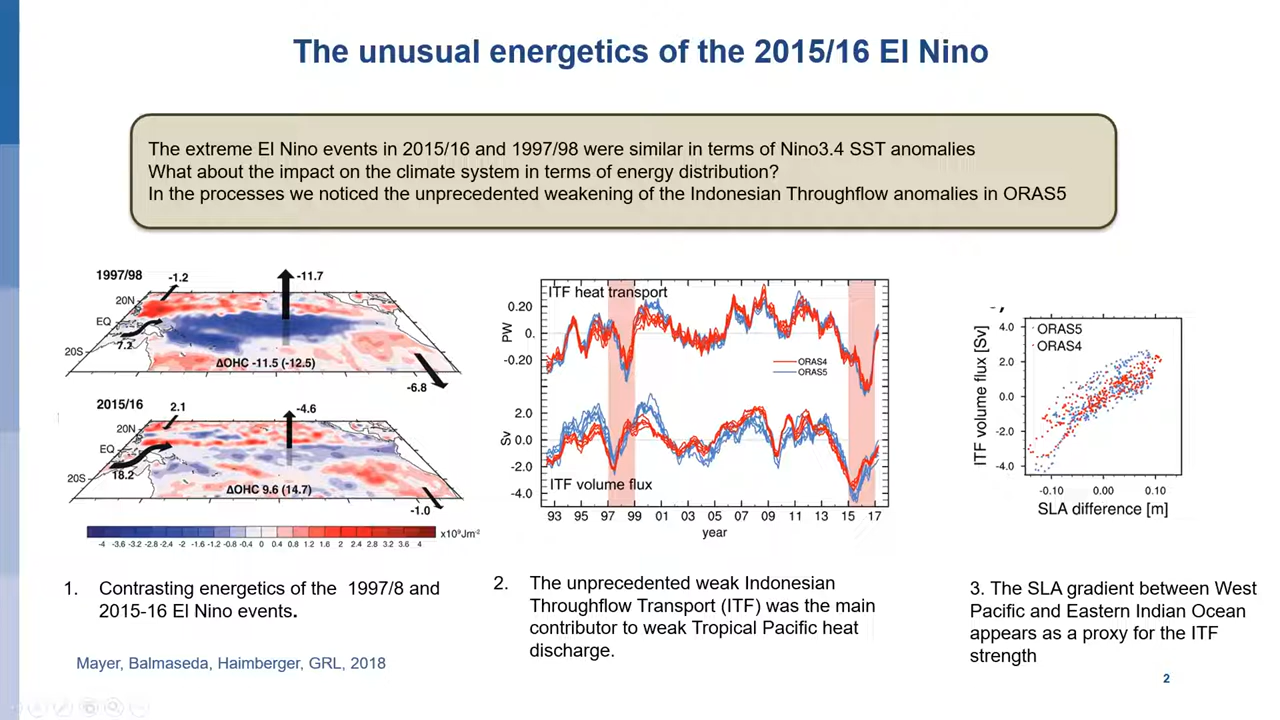 The unusual energetics of the 2015/16 El Nino
The extreme El Nino events in 2015/16 and 1997/98 were similar in terms of Nino3.4 SST anomalies
What about the impact on the climate system in terms of energy distribution?
In the processes we noticed the unprecedented weakening of the Indonesian Throughflow anomalies in ORAS5
1997/98
-1.2
-11.7
20N
EQ
20S
7.2
ΔOHC -11.5 (-12.5)
-6.8
2015/16
2.1
-4.6
20N
EQ
20S
18.2
ΔOHC 9.6 (14.7)
-1.0
-4 -3.6 -3.2 -2.8 -2.4 -2 -1.6 -1.2 -0.8 -0.4 0 0.4 0.8 1.2 1.6 2 2.4 2.8 3.2 3.6 4
x10⁹Jm⁻²
ITF heat transport
0.20
0.
-0.20
PW
ORAS4
ORAS5
2.0
0.0
-2.0
-4.0
Sv
ITF volume flux
93 95 97 99 01 03 05 07 09 11 13 15 17
year
ORAS5
ORAS4
4.0
2.0
0.0
-2.0
-4.0
ITF volume flux [Sv]
-0.10 0.00 0.10
SLA difference [m]
1. Contrasting energetics of the 1997/8 and
2015-16 El Nino events.
Mayer, Balmaseda, Haimberger, GRL, 2018
2. The unprecedented weak Indonesian
Throughflow Transport (ITF) was the main
contributor to weak Tropical Pacific heat
discharge.
3. The SLA gradient between West
Pacific and Eastern Indian Ocean
appears as a proxy for the ITF
strength
2